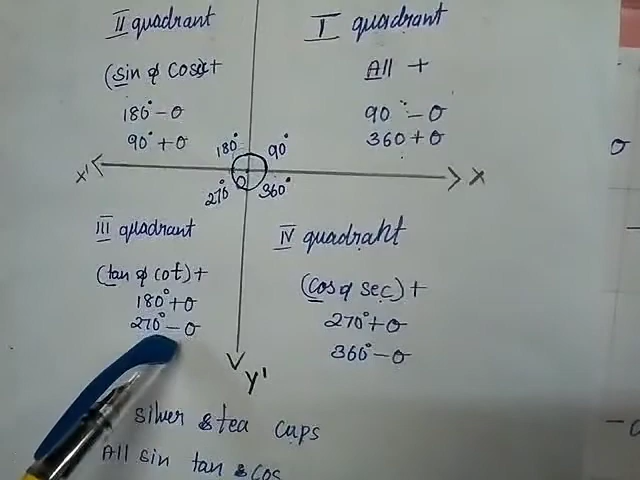 II quadrant
(sin & cosec +
180° - θ
90° + θ
I quadrant
All +
90° - θ
360 + θ
180°
90°
270
360°
O
X'
X
III quadrant
(tan & cot) +
180° + θ
270° - θ
IV quadrant
(cos & sec) +
270° + θ
360° - θ
Y'
silver & tea cups
All sin tan & cos